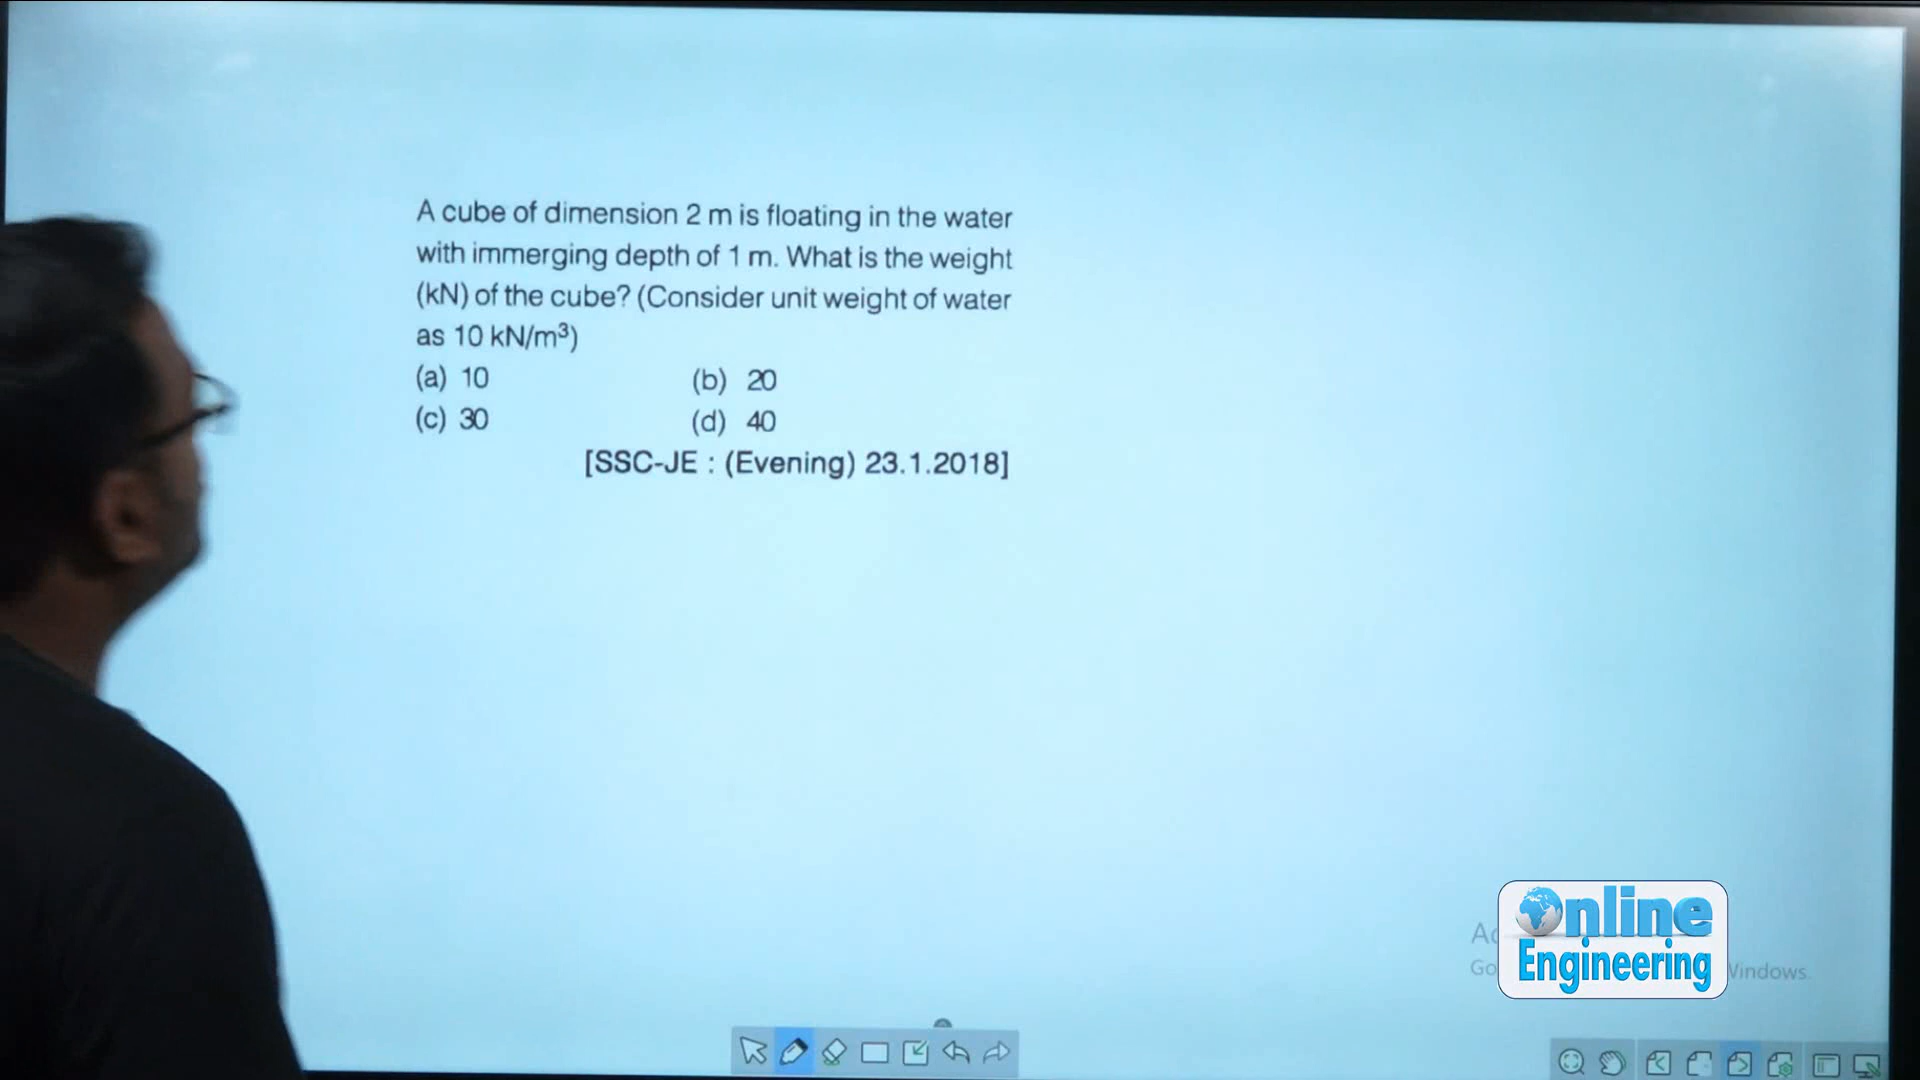 A cube of dimension 2 m is floating in the water
with immerging depth of 1 m. What is the weight
(kN) of the cube? (Consider unit weight of water
as 10 kN/m³)
(a) 10 (b) 20
(c) 30 (d) 40
[SSC-JE : (Evening) 23.1.2018]
Online
Engineering
Windows.